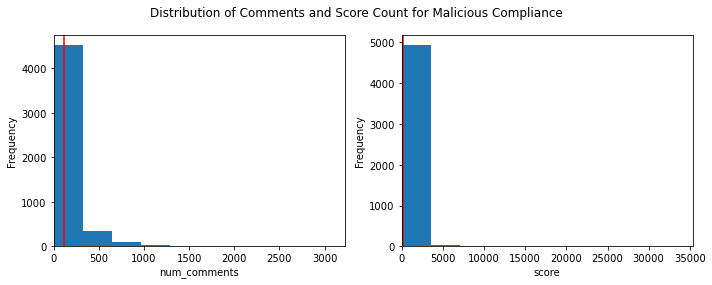 Distribution of Comments and Score Count for Malicious Compliance
Frequency
4000
3000
2000
1000
0
0 500 1000 1500 2000 2500 3000
num_comments
Frequency
5000
4000
3000
2000
1000
0
0 5000 10000 15000 20000 25000 30000 35000
score